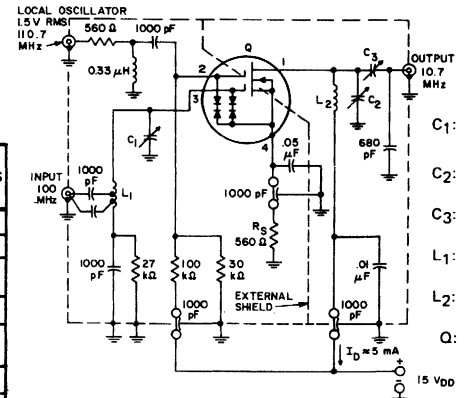 LOCAL OSCILLATOR
1.5V RMS
110.7
MHz
560 Ω
1000 pF
0.33 μH
Q
2
1
3
4
C3
OUTPUT
10.7
MHz
L2
C2
C1
680
pF
.05
μF
INPUT
100
MHz
1000
pF
L1
1000 pF
RS
560 Ω
1000
pF
27
kΩ
100
kΩ
30
kΩ
.01
μF
1000
pF
EXTERNAL
SHIELD
1000
pF
ID ≈ 5 mA
+
-
15 VDD
C1:
C2:
C3:
L1:
L2:
Q:
S